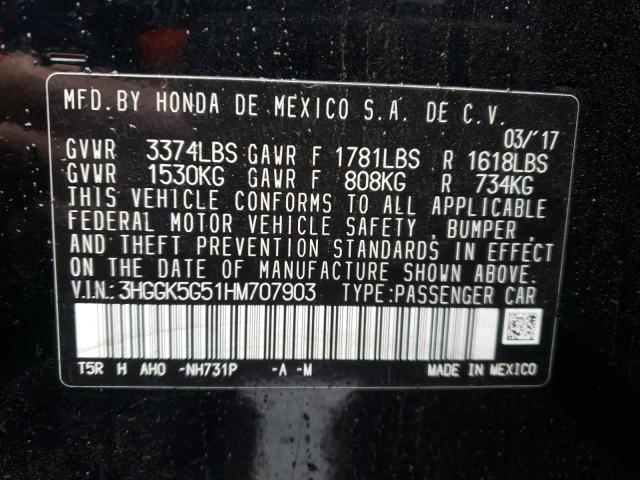 MFD. BY HONDA DE MEXICO S.A. DE C.V.
03/'17
GVWR 3374LBS GAWR F 1781LBS R 1618LBS
GVWR 1530KG GAWR F 808KG R 734KG
THIS VEHICLE CONFORMS TO ALL APPLICABLE
FEDERAL MOTOR VEHICLE SAFETY , BUMPER ,
AND THEFT PREVENTION STANDARDS IN EFFECT
ON THE DATE OF MANUFACTURE SHOWN ABOVE.
V.I.N.: 3HGGK5G51HM707903 TYPE:PASSENGER CAR
T5R H AHO -NH731P -A -M MADE IN MEXICO